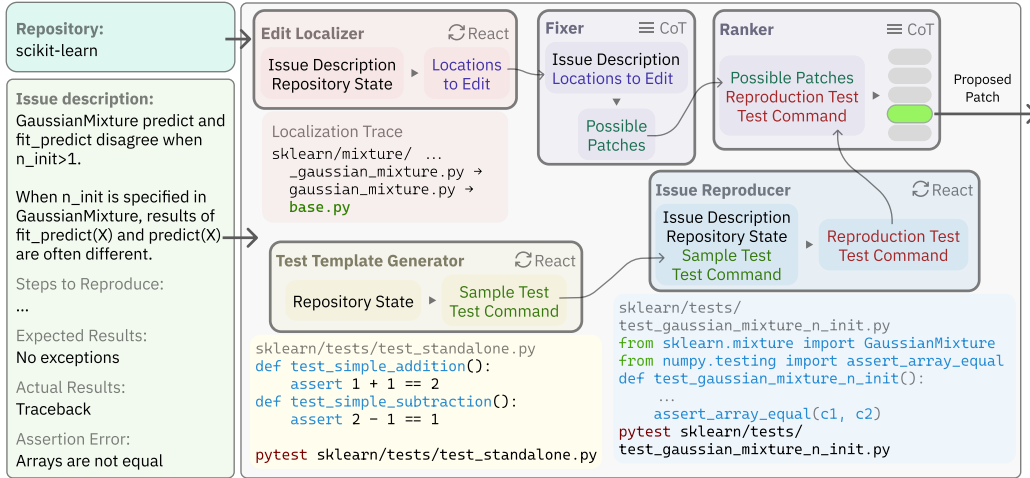 Repository:
scikit-learn
Issue description:
GaussianMixture predict and
fit_predict disagree when
n_init>1.
When n_init is specified in
GaussianMixture, results of
fit_predict(X) and predict(X)
are often different.
Steps to Reproduce:
...
Expected Results:
No exceptions
Actual Results:
Traceback
Assertion Error:
Arrays are not equal
Edit Localizer
React
Issue Description
Repository State
Locations
to Edit
Localization Trace
sklearn/mixture/ ...
_gaussian_mixture.py →
gaussian_mixture.py →
base.py
Fixer
CoT
Issue Description
Locations to Edit
Possible
Patches
Ranker
CoT
Possible Patches
Reproduction Test
Test Command
Proposed
Patch
Test Template Generator
React
Repository State
Sample Test
Test Command
sklearn/tests/test_standalone.py
def test_simple_addition():
assert 1 + 1 == 2
def test_simple_subtraction():
assert 2 - 1 == 1
pytest sklearn/tests/test_standalone.py
Issue Reproducer
React
Issue Description
Repository State
Sample Test
Test Command
Reproduction Test
Test Command
sklearn/tests/
test_gaussian_mixture_n_init.py
from sklearn.mixture import GaussianMixture
from numpy.testing import assert_array_equal
def test_gaussian_mixture_n_init():
...
assert_array_equal(c1, c2)
pytest sklearn/tests/
test_gaussian_mixture_n_init.py